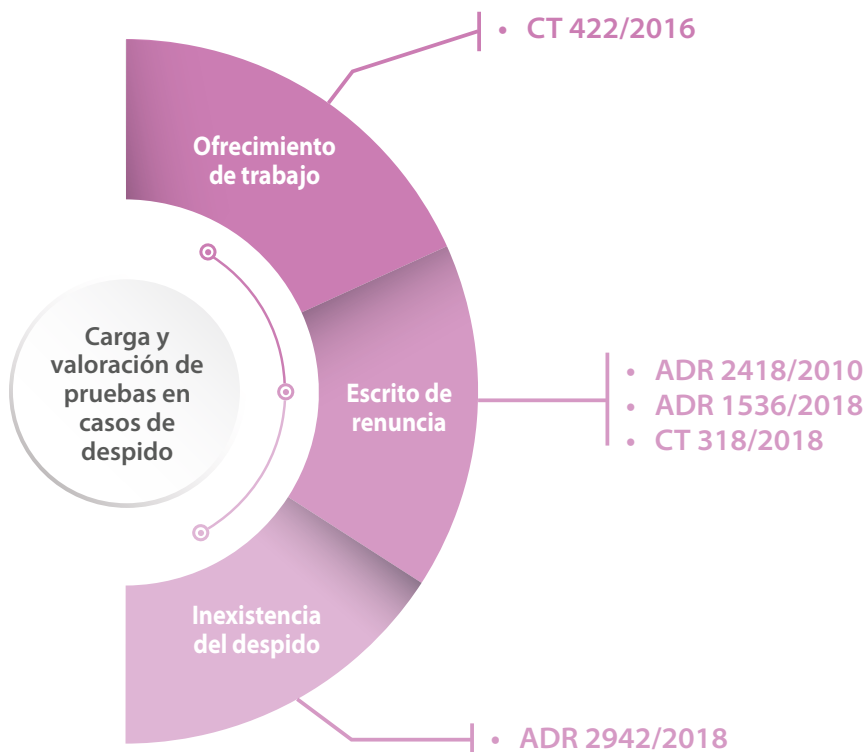 Carga y
valoración de
pruebas en
casos de
despido
Ofrecimiento
de trabajo
• CT 422/2016
Escrito de
renuncia
• ADR 2418/2010
• ADR 1536/2018
• CT 318/2018
Inexistencia
del despido
• ADR 2942/2018